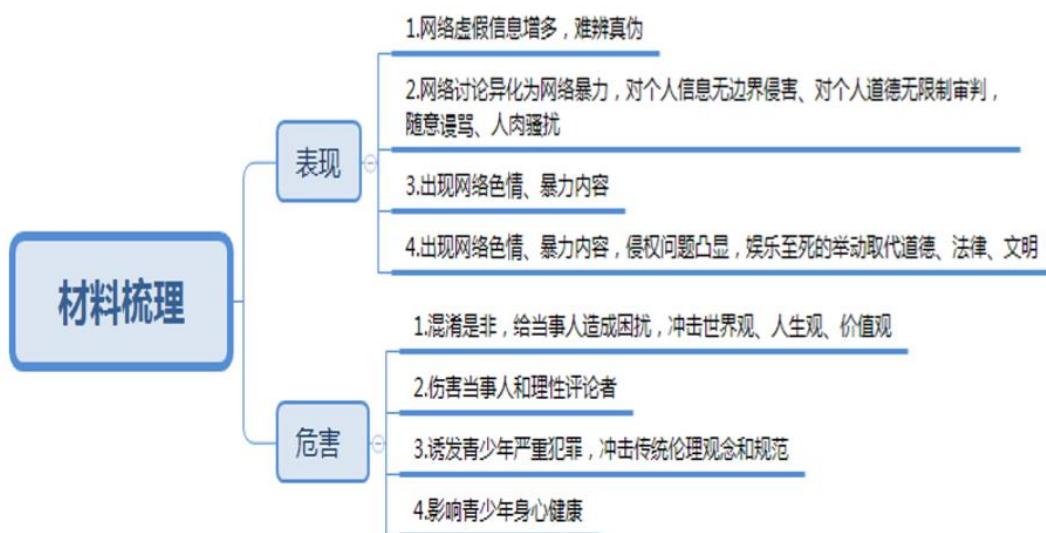 材料梳理
表现
1.网络虚假信息增多，难辨真伪
2.网络讨论异化为网络暴力，对个人信息无边界侵害、对个人道德无限制审判，
随意谩骂、人肉骚扰
3.出现网络色情、暴力内容
4.出现网络色情、暴力内容，侵权问题凸显，娱乐至死的举动取代道德、法律、文明
危害
1.混淆是非，给当事人造成困扰，冲击世界观、人生观、价值观
2.伤害当事人和理性评论者
3.诱发青少年严重犯罪，冲击传统伦理观念和规范
4.影响青少年身心健康